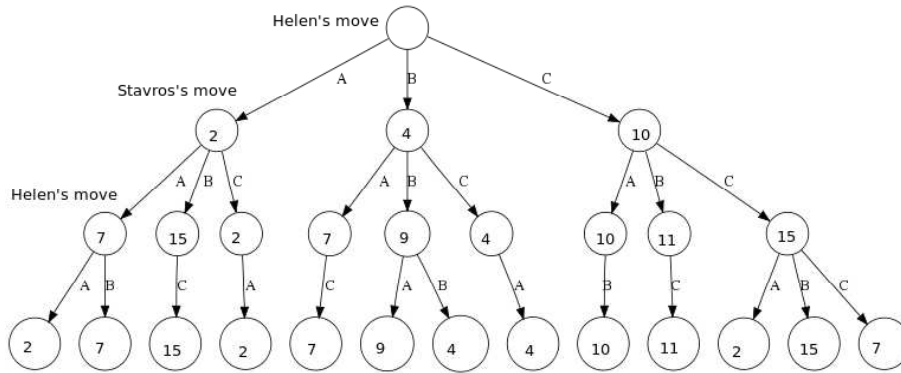 Helen's move
A B C
Stavros's move
2 4 10
A B C A B C A B C
Helen's move
7 15 2 7 9 4 10 11 15
A B C A C A B A B C A B C
2 7 15 2 7 9 4 4 10 11 2 15 7